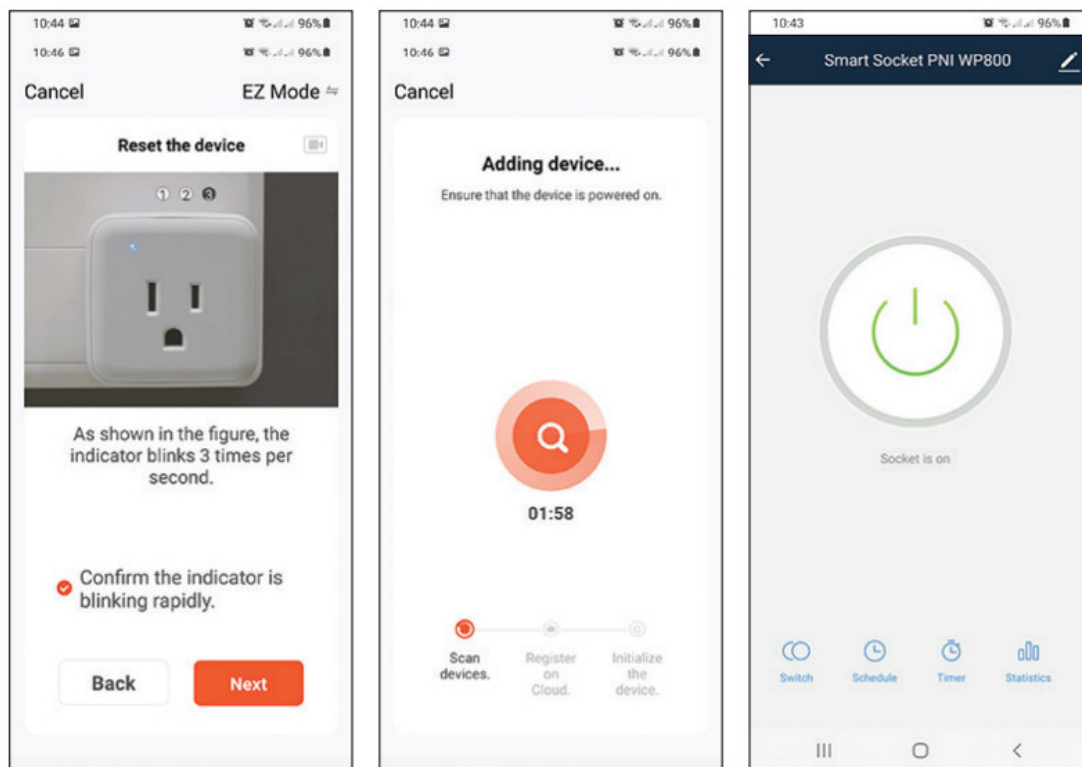 10:44 96%
10:46 96%
Cancel EZ Mode
Reset the device
1 2 3
As shown in the figure, the
indicator blinks 3 times per
second.
Confirm the indicator is
blinking rapidly.
Back Next
10:44 96%
10:46 96%
Cancel
Adding device...
Ensure that the device is powered on.
01:58
Scan
devices.
Register
on
Cloud.
Initialize
the
device.
10:43 96%
Smart Socket PNI WP800
Socket is on
Switch Schedule Timer Statistics